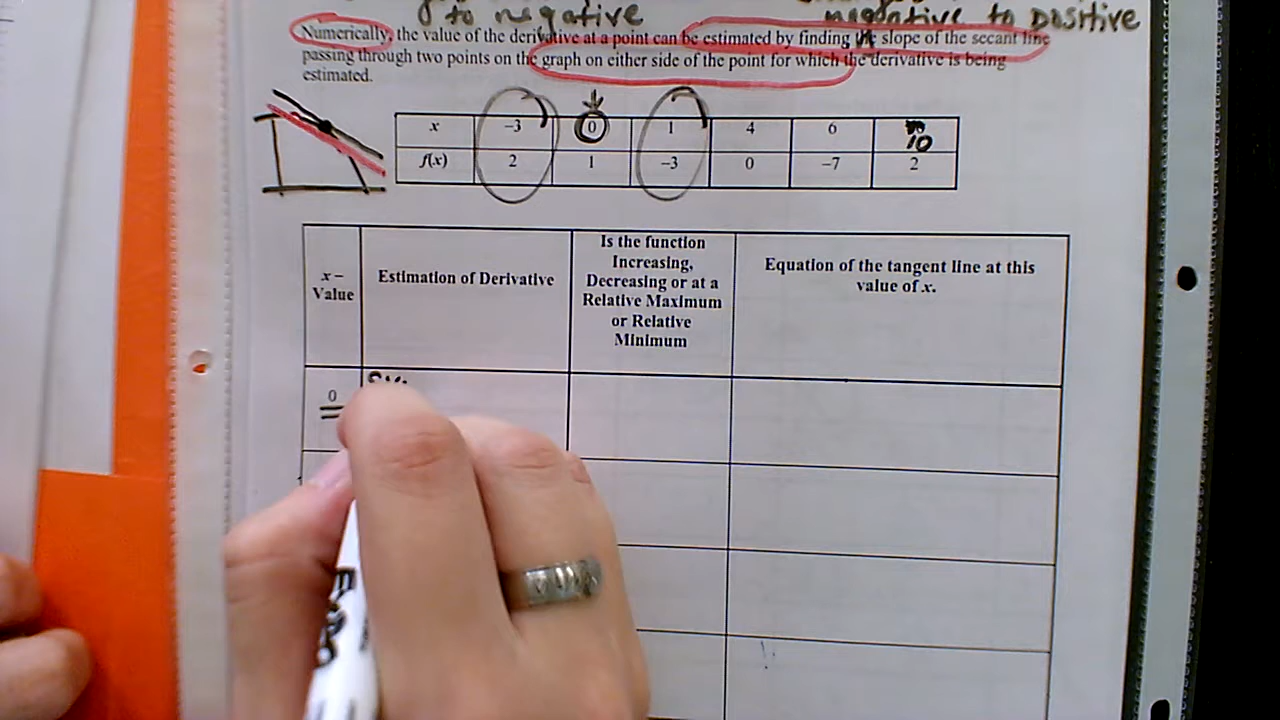 to negative
negative to positive
Numerically, the value of the derivative at a point can be estimated by finding the slope of the secant line
passing through two points on the graph on either side of the point for which the derivative is being
estimated.
x −3 0 1 4 6 10
f(x) 2 1 −3 0 −7 2
x – Value
Estimation of Derivative
Is the function
Increasing,
Decreasing or at a
Relative Maximum
or Relative
Minimum
Equation of the tangent line at this
value of x.
0